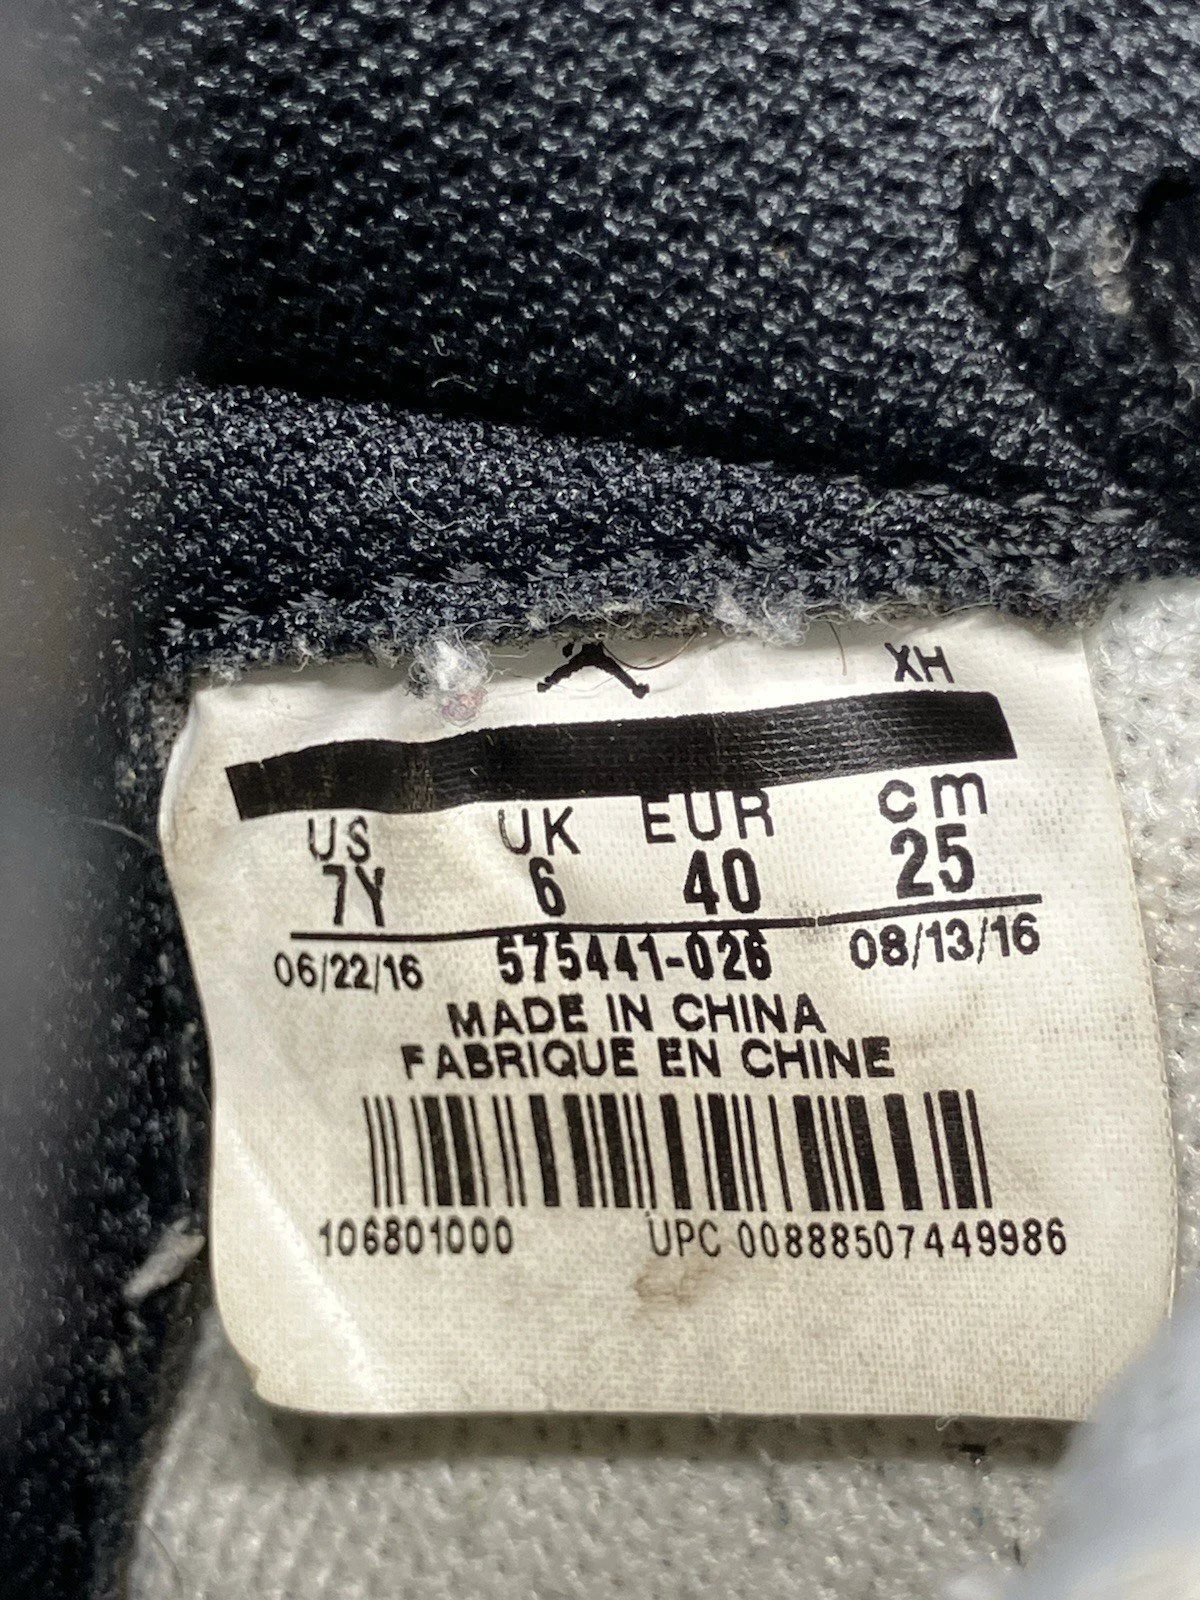 XH
US UK EUR cm
7Y 6 40 25
06/22/16 575441-026 08/13/16
MADE IN CHINA
FABRIQUE EN CHINE
106801000 UPC 00888507449986